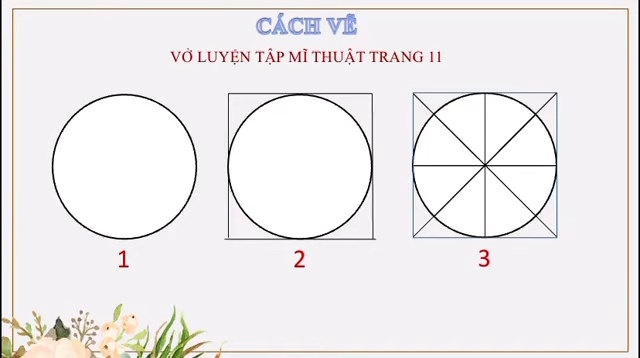 CÁCH VẼ
VỞ LUYỆN TẬP MĨ THUẬT TRANG 11
1
2
3